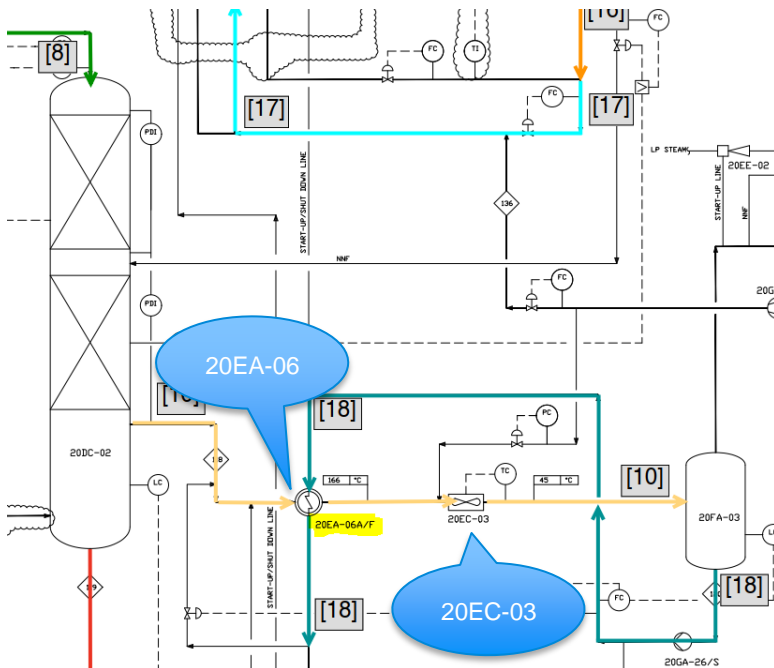 [16]
FC
[8]
FC
TI
FC
[17]
[17]
PDI
LP STEAM
20EE-02
START-UP/SHUT DOWN LINE
START-UP LINE
NNF
136
NNF
FC
PDI
20G
20EA-06
[18]
PC
20DC-02
166 °C
TC
45 °C
[10]
LC
20EA-06A/F
20EC-03
20FA-03
START-UP/SHUT DOWN LINE
[18]
20EC-03
FC
[18]
20GA-26/S